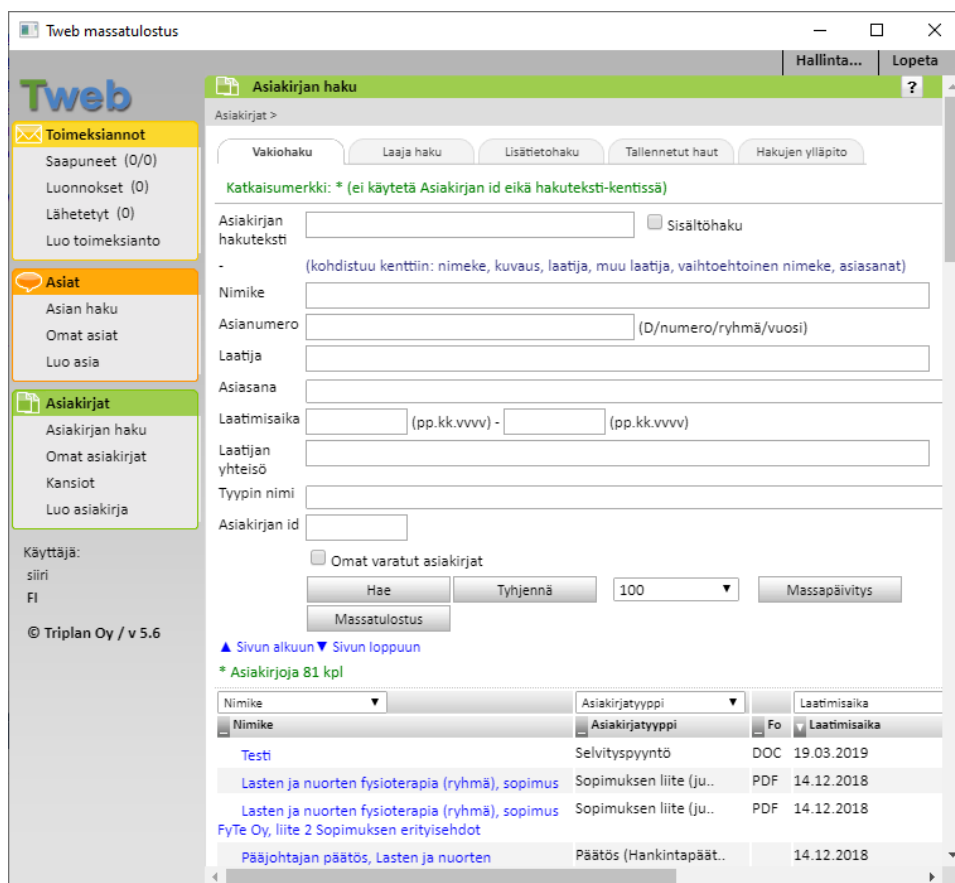 Tweb massatulostus
Hallinta... Lopeta
Tweb
Toimeksiannot
Saapuneet (0/0)
Luonnokset (0)
Lähetetyt (0)
Luo toimeksianto
Asiat
Asian haku
Omat asiat
Luo asia
Asiakirjat
Asiakirjan haku
Omat asiakirjat
Kansiot
Luo asiakirja
Käyttäjä:
siiri
FI
© Triplan Oy / v 5.6
Asiakirjan haku ?
Asiakirjat >
Vakiohaku Laaja haku Lisätietohaku Tallennetut haut Hakujen ylläpito
Katkaisumerkki: * (ei käytetä Asiakirjan id eikä hakuteksti-kentissä)
Asiakirjan
hakuteksti Sisältöhaku
- (kohdistuu kenttiin: nimeke, kuvaus, laatija, muu laatija, vaihtoehtoinen nimeke, asiasanat)
Nimike
Asianumero (D/numero/ryhmä/vuosi)
Laatija
Asiasana
Laatimisaika (pp.kk.vvvv) - (pp.kk.vvvv)
Laatijan
yhteisö
Tyypin nimi
Asiakirjan id
Omat varatut asiakirjat
Hae Tyhjennä 100 ▼ Massapäivitys
Massatulostus
▲ Sivun alkuun ▼ Sivun loppuun
* Asiakirjoja 81 kpl
Nimike ▼ Asiakirjatyyppi ▼ Laatimisaika
Nimike Asiakirjatyyppi Fo Laatimisaika
Testi Selvityspyyntö DOC 19.03.2019
Lasten ja nuorten fysioterapia (ryhmä), sopimus Sopimuksen liite (ju.. PDF 14.12.2018
Lasten ja nuorten fysioterapia (ryhmä), sopimus Sopimuksen liite (ju.. PDF 14.12.2018
FyTe Oy, liite 2 Sopimuksen erityisehdot
Pääjohtajan päätös, Lasten ja nuorten Päätös (Hankintapäät.. 14.12.2018